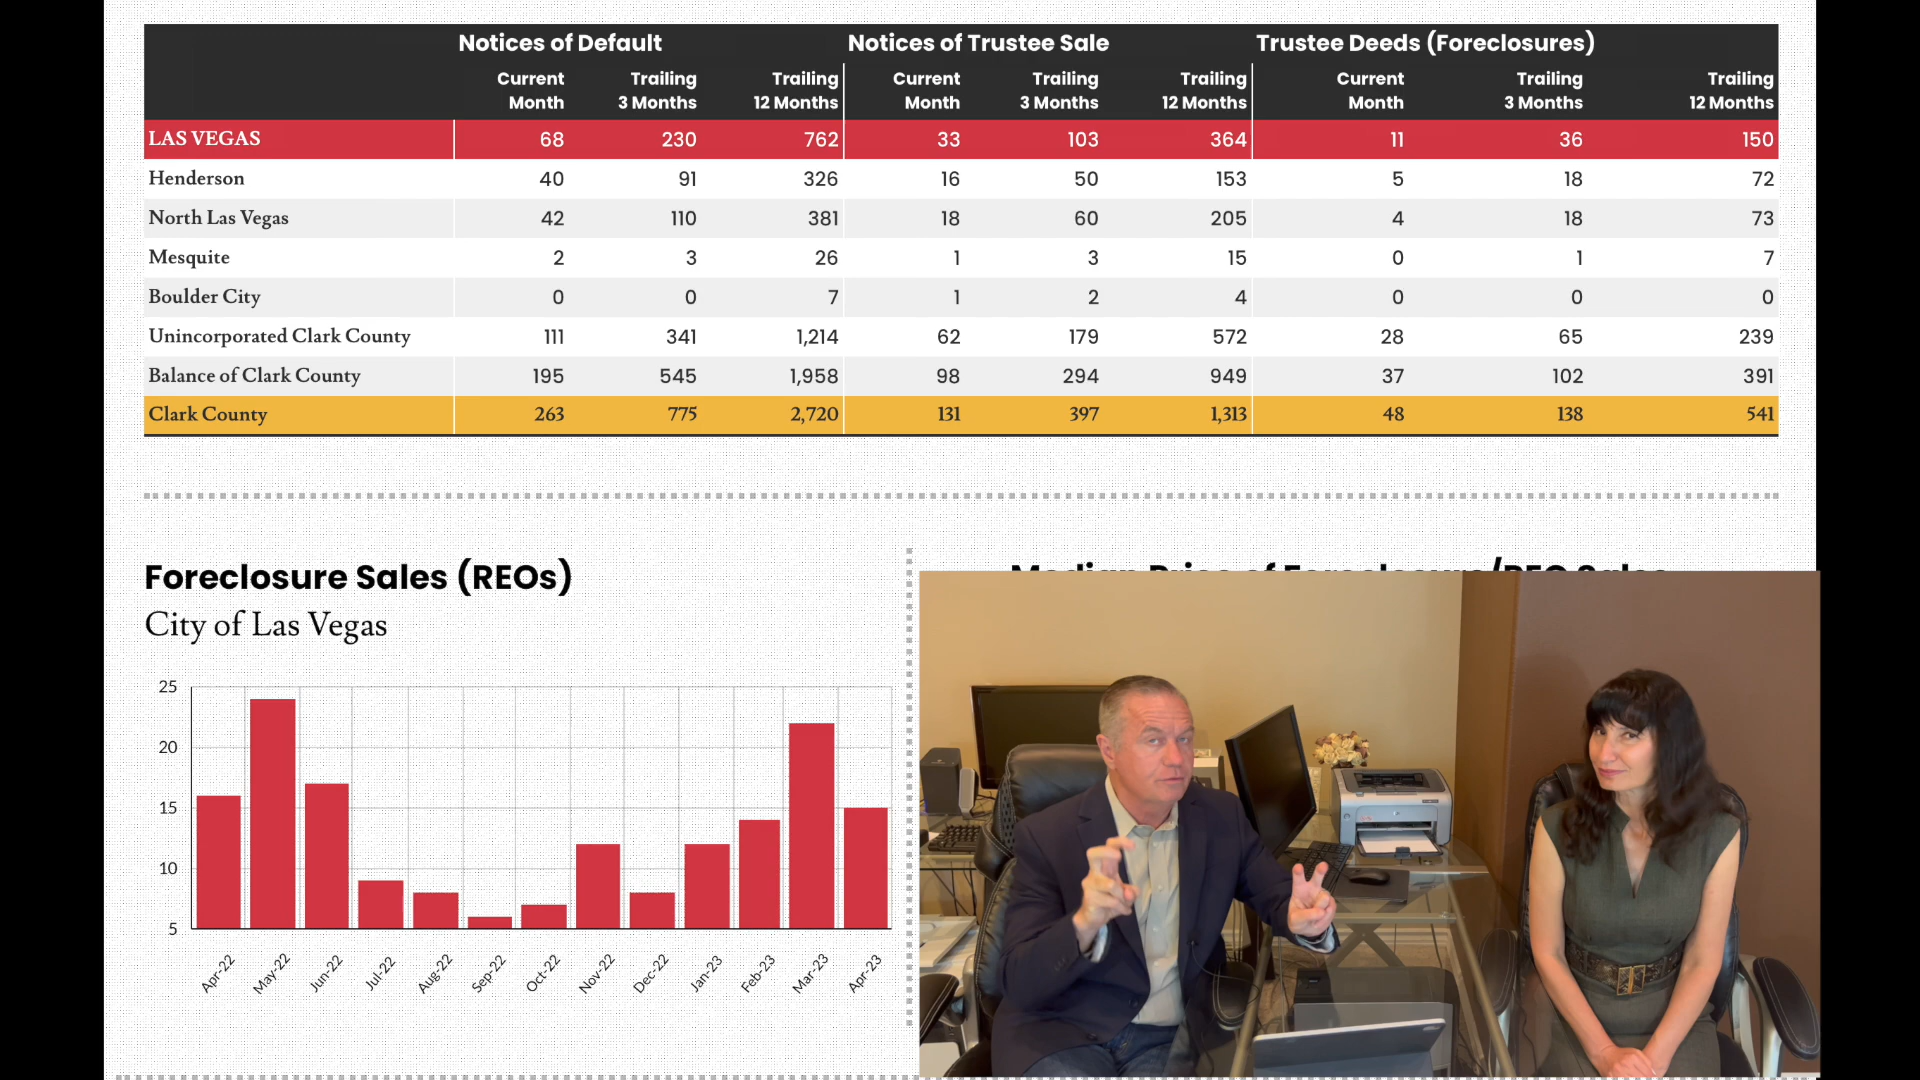 Notices of Default Notices of Trustee Sale Trustee Deeds (Foreclosures)
Current Trailing Trailing Current Trailing Trailing Current Trailing Trailing
Month 3 Months 12 Months Month 3 Months 12 Months Month 3 Months 12 Months
LAS VEGAS 68 230 762 33 103 364 11 36 150
Henderson 40 91 326 16 50 153 5 18 72
North Las Vegas 42 110 381 18 60 205 4 18 73
Mesquite 2 3 26 1 3 15 0 1 7
Boulder City 0 0 7 1 2 4 0 0 0
Unincorporated Clark County 111 341 1,214 62 179 572 28 65 239
Balance of Clark County 195 545 1,958 98 294 949 37 102 391
Clark County 263 775 2,720 131 397 1,313 48 138 541
Foreclosure Sales (REOs)
City of Las Vegas
Median Price of Foreclosure/REO Sales
25
20
15
10
5
Apr-22 May-22 Jun-22 Jul-22 Aug-22 Sep-22 Oct-22 Nov-22 Dec-22 Jan-23 Feb-23 Mar-23 Apr-23